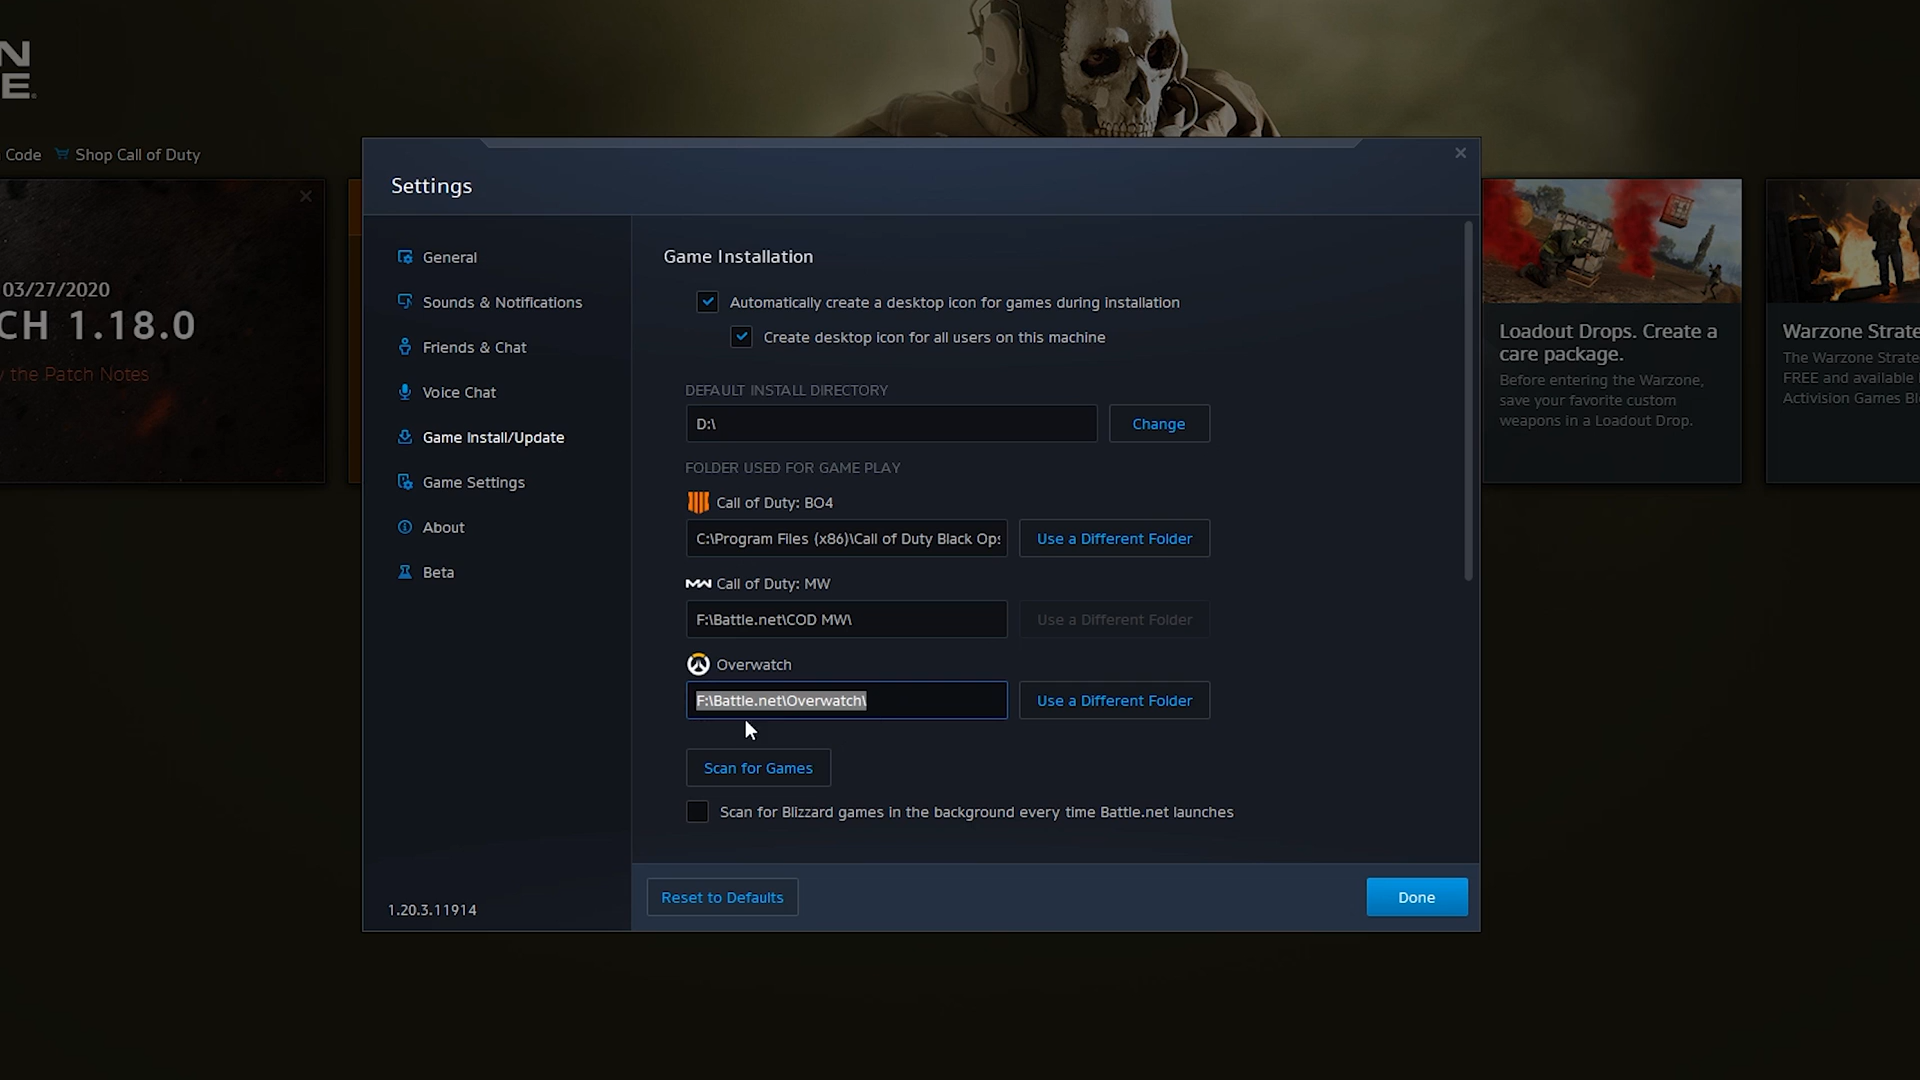 N
E.
Code
Shop Call of Duty
03/27/2020
CH 1.18.0
the Patch Notes
Settings
General
Sounds & Notifications
Friends & Chat
Voice Chat
Game Install/Update
Game Settings
About
Beta
1.20.3.11914
Game Installation
Automatically create a desktop icon for games during installation
Create desktop icon for all users on this machine
DEFAULT INSTALL DIRECTORY
D:\
Change
FOLDER USED FOR GAME PLAY
Call of Duty: BO4
C:\Program Files (x86)\Call of Duty Black Ops
Use a Different Folder
MW Call of Duty: MW
F:\Battle.net\COD MW\
Use a Different Folder
Overwatch
F:\Battle.net\Overwatch\
Use a Different Folder
Scan for Games
Scan for Blizzard games in the background every time Battle.net launches
Reset to Defaults
Done
Loadout Drops. Create a
care package.
Before entering the Warzone,
save your favorite custom
weapons in a Loadout Drop.
Warzone Strate
The Warzone Strate
FREE and available
Activision Games Bl